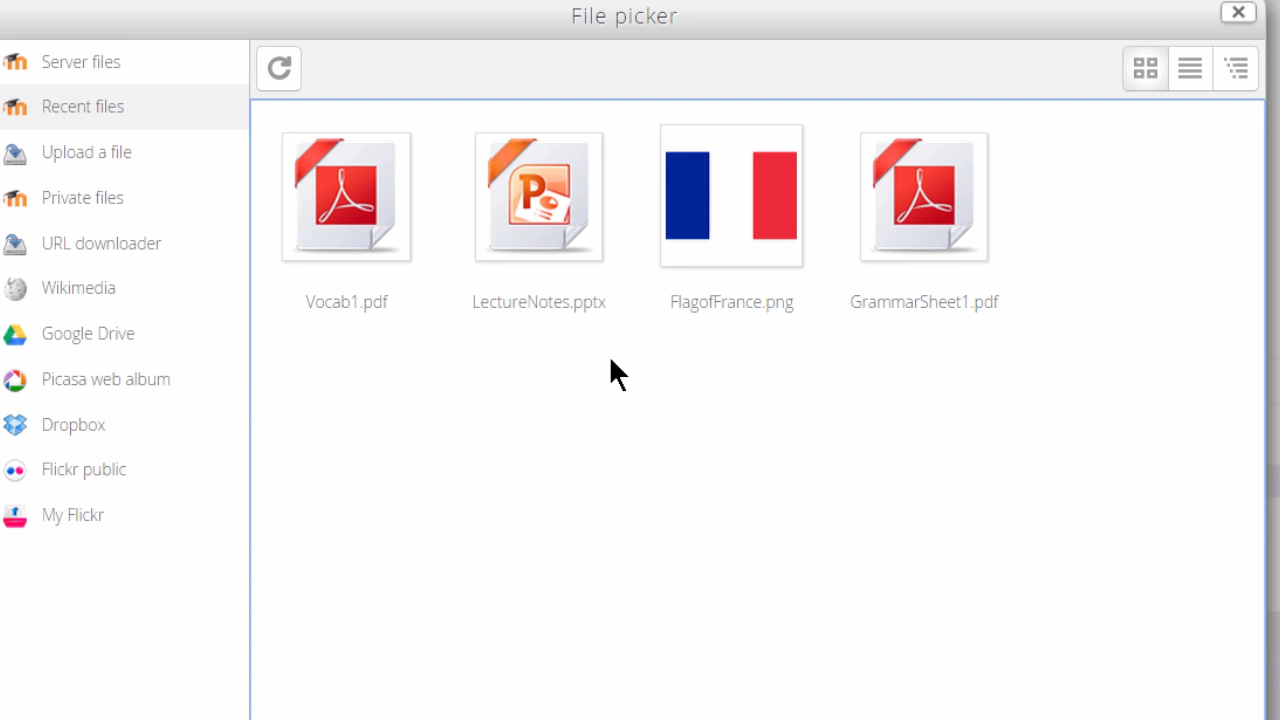 File picker
Server files
Recent files
Upload a file
Private files
URL downloader
Wikimedia
Google Drive
Picasa web album
Dropbox
Flickr public
My Flickr
Vocab1.pdf
LectureNotes.pptx
FlagofFrance.png
GrammarSheet1.pdf